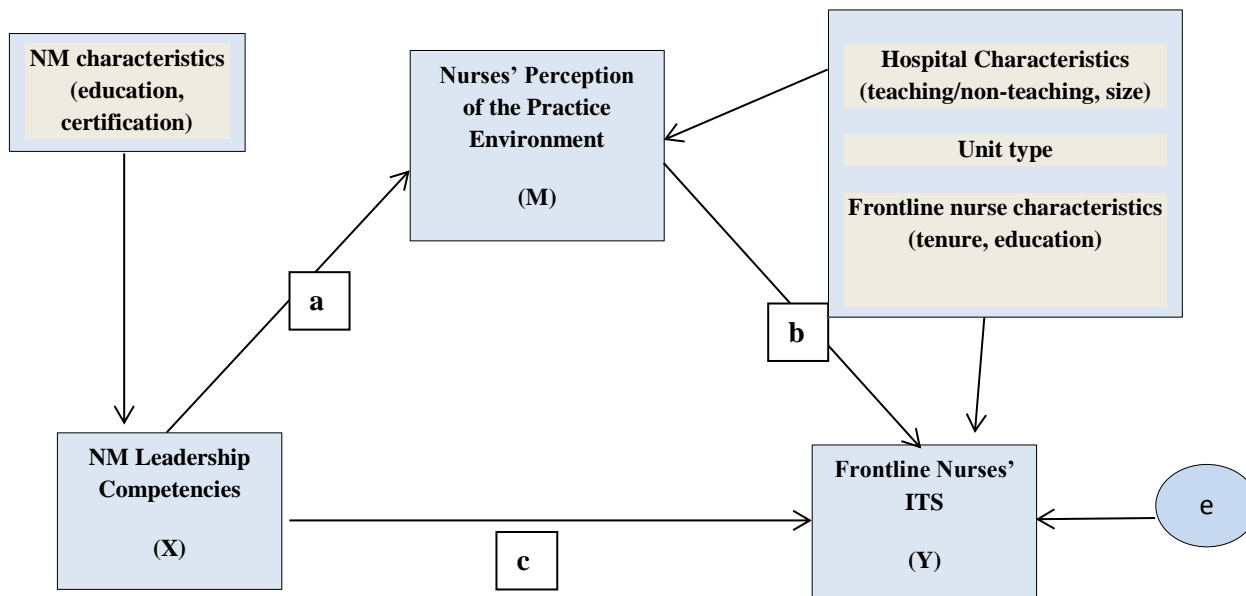 NM characteristics
(education,
certification)
Nurses’ Perception
of the Practice
Environment
(M)
Hospital Characteristics
(teaching/non-teaching, size)
Unit type
Frontline nurse characteristics
(tenure, education)
a
b
NM Leadership
Competencies
(X)
c
Frontline Nurses’
ITS
(Y)
e